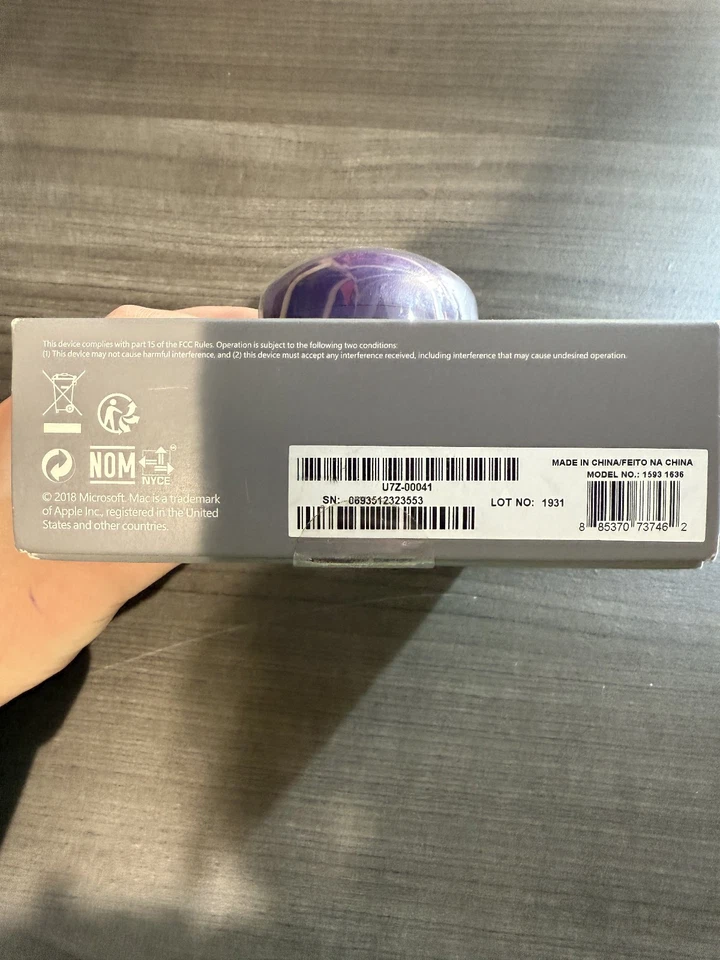 This device complies with part 15 of the FCC Rules. Operation is subject to the following two conditions:
(1) This device may not cause harmful interference, and (2) this device must accept any interference received, including interference that may cause undesired operation.
NOM
NYCE
© 2018 Microsoft. Mac is a trademark
of Apple Inc., registered in the United
States and other countries.
U7Z-00041
SN: 0693512323553
LOT NO: 1931
MADE IN CHINA/FEITO NA CHINA
MODEL NO.: 1593 1636
8 85370 73746 2